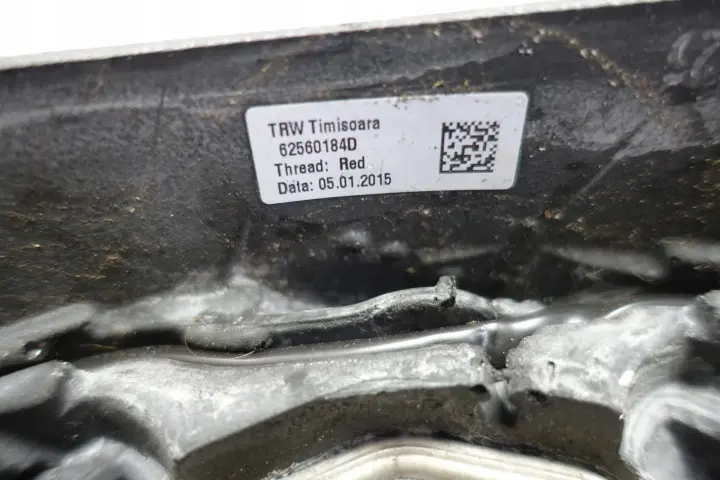 TRW Timisoara
62560184D
Thread: Red
Data: 05.01.2015